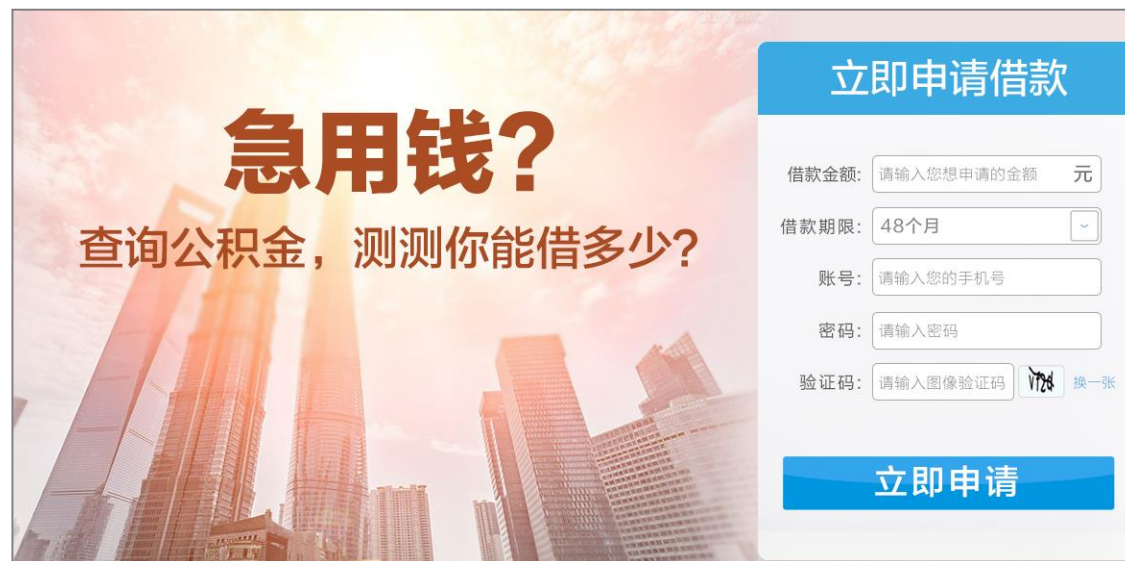 急用钱?
查询公积金，测测你能借多少?
立即申请借款
借款金额: 请输入您想申请的金额 元
借款期限: 48个月
账号: 请输入您的手机号
密码: 请输入密码
验证码: 请输入图像验证码 换一张
立即申请